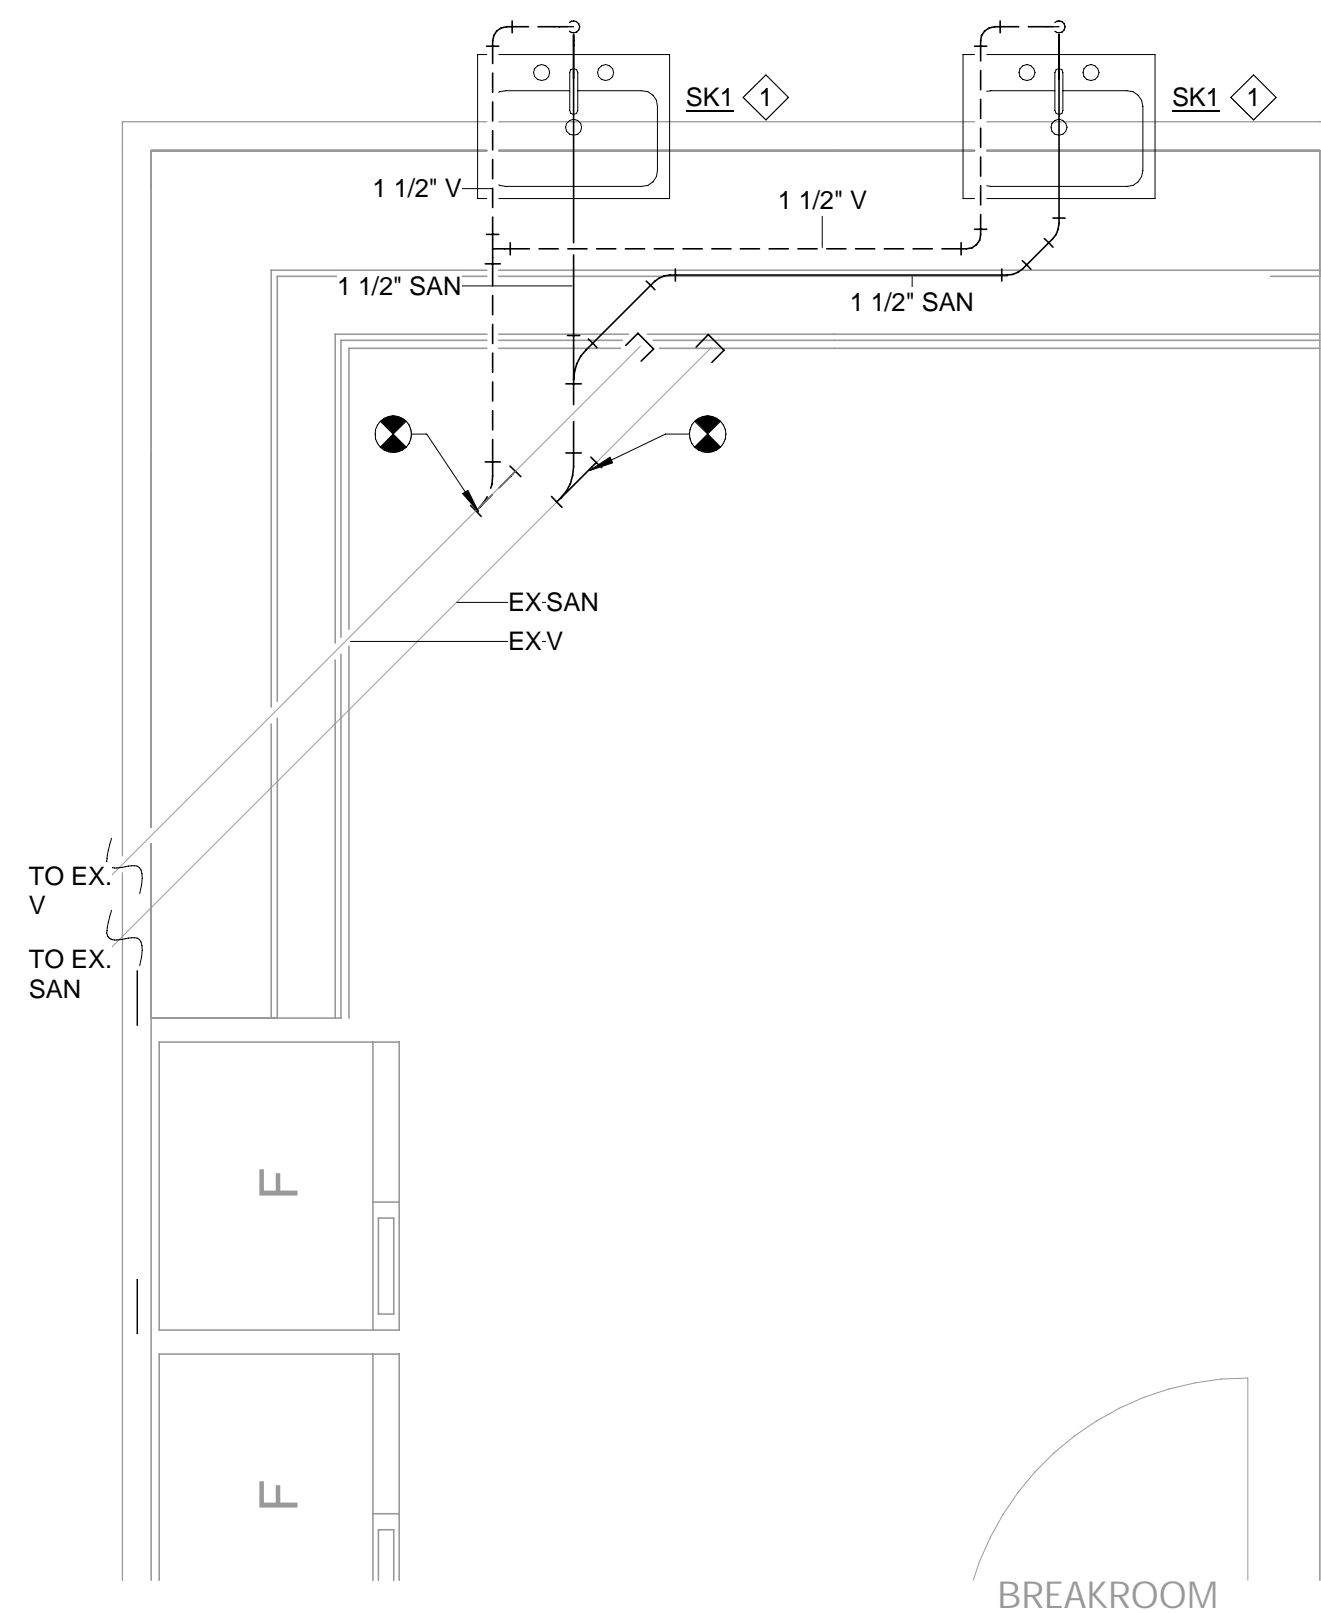 SK1 1
SK1 1
1 1/2" V
1 1/2" V
1 1/2" SAN
1 1/2" SAN
EX-SAN
EX-V
TO EX.
V
TO EX.
SAN
F
F
BREAKROOM